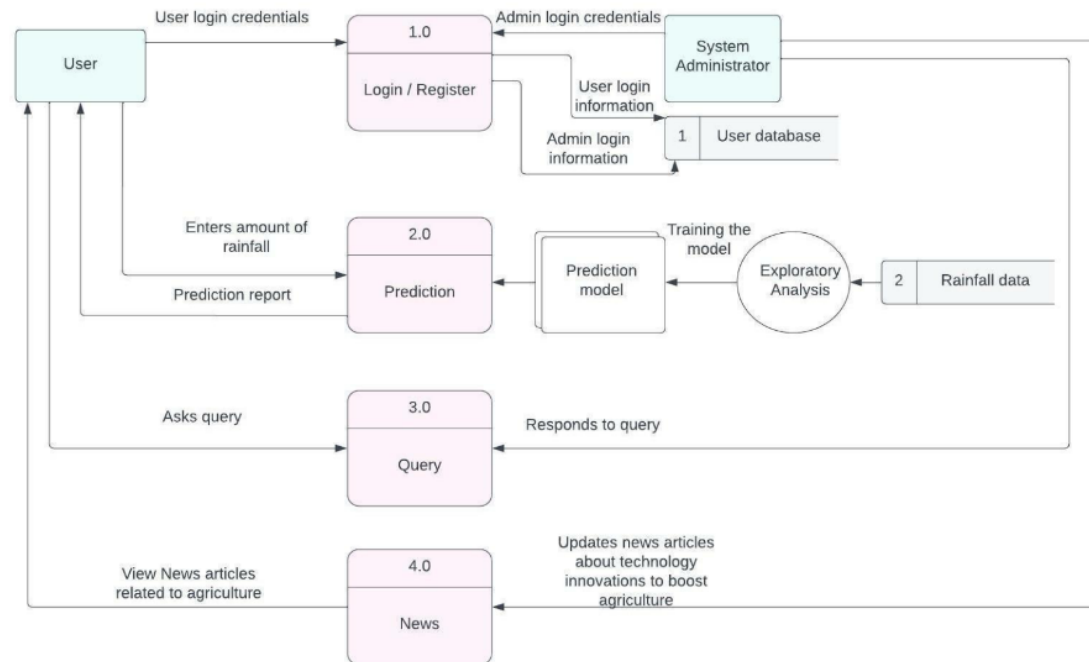 User login credentials
Admin login credentials
1.0
User
System
Administrator
Login / Register
User login
information
1
User database
Admin login
information
Enters amount of
rainfall
2.0
Training the
model
Prediction
model
Exploratory
Analysis
2
Rainfall data
Prediction report
Prediction
3.0
Asks query
Responds to query
Query
Updates news articles
about technology
innovations to boost
agriculture
4.0
View News articles
related to agriculture
News